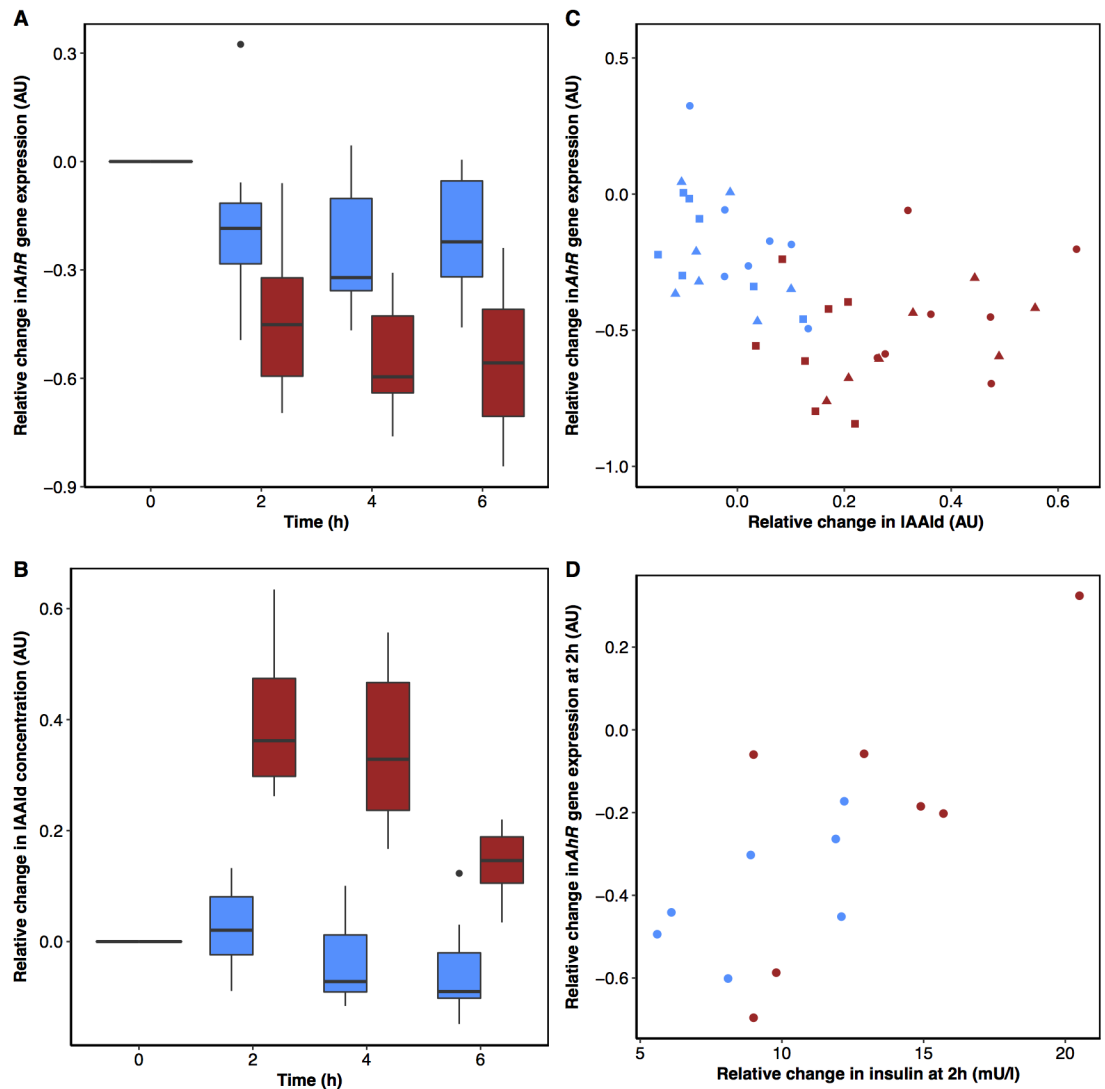 A
Relative change in AhR gene expression (AU)
0.3
0.0
−0.3
−0.6
−0.9
0
2
4
6
Time (h)
C
Relative change in AhR gene expression (AU)
0.5
0.0
−0.5
−1.0
0.0
0.2
0.4
0.6
Relative change in IAAld (AU)
B
Relative change in IAAld concentration (AU)
0.6
0.4
0.2
0.0
0
2
4
6
Time (h)
D
Relative change in AhR gene expression at 2h (AU)
0.2
0.0
−0.2
−0.4
−0.6
5
10
15
20
Relative change in insulin at 2h (mU/l)